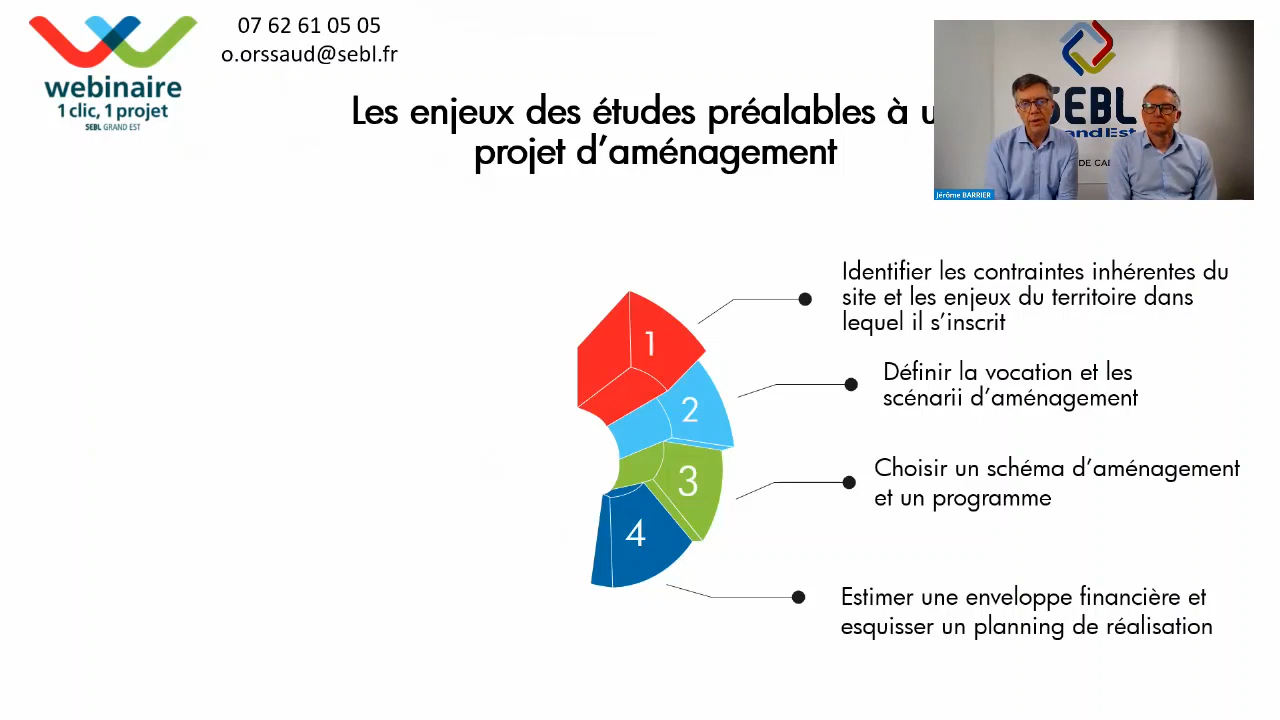 07 62 61 05 05
o.orssaud@sebl.fr
webinaire
1 clic, 1 projet
SEBL GRAND EST
Les enjeux des études préalables à u
projet d'aménagement
SEBL
Grand Est
DE CA
Jérôme BARRIER
1
Identifier les contraintes inhérentes du
site et les enjeux du territoire dans
lequel il s'inscrit
2
Définir la vocation et les
scénarii d'aménagement
3
Choisir un schéma d'aménagement
et un programme
4
Estimer une enveloppe financière et
esquisser un planning de réalisation